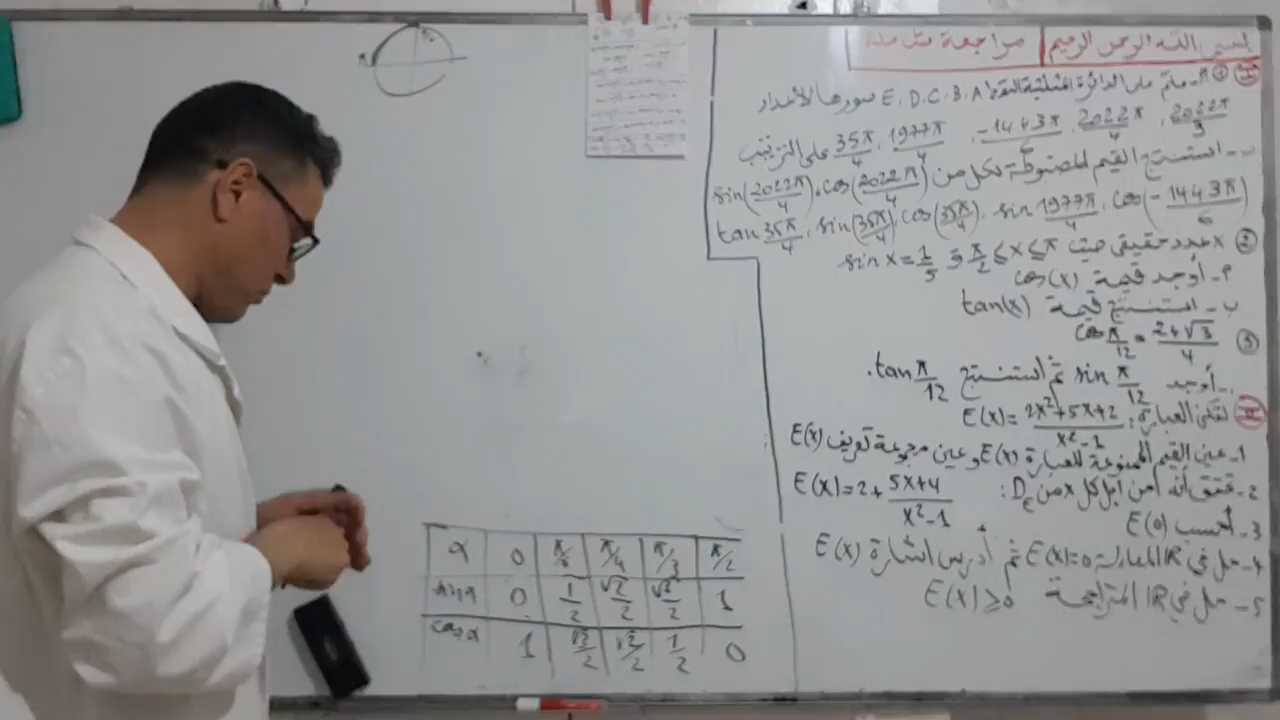 بسم الله الرحمن الرحيم | مراجعة شاملة
I ① أ- علم على الدائرة المثلثية النقط E . D . C . B . A صورها الأعداد
2022π/3 ، 2022π/4 ، -1443π/6 ، 1977π/4 ، 35π/4 على الترتيب
ب- استنتج القيم المضبوطة لكل من sin(2022π/4) ، cos(2022π/4)
cos(-1443π/6) ، sin 1977π/4 ، cos(35π/4) ، sin(35π/4) ، tan 35π/4
② x عدد حقيقي حيث π/2 ≤ x ≤ π و sin x = 1/5
أ- أوجد قيمة cos(x)
ب- استنتج قيمة tan(x)
③ cos π/12 = 2+√3/4
- أوجد sin π/12 ثم استنتج tan π/12 .
II لتكن العبارة: E(x) = 2x²+5x+2/x²-1
1- عين القيم الممنوعة للعبارة E(x) وعين مجموعة تعريف E(x)
2- تحقق أنه من أجل كل x من D_E : E(x) = 2 + 5x+4/x²-1
3- أحسب E(0)
4- حل في IR المعادلة E(x)=0 ثم أدرس اشارة E(x)
5- حل في IR المتراجحة E(x) ≥ 0
α 0 π/6 π/4 π/3 π/2
sinα 0 1/2 √2/2 √3/2 1
cosα 1 √3/2 √2/2 1/2 0